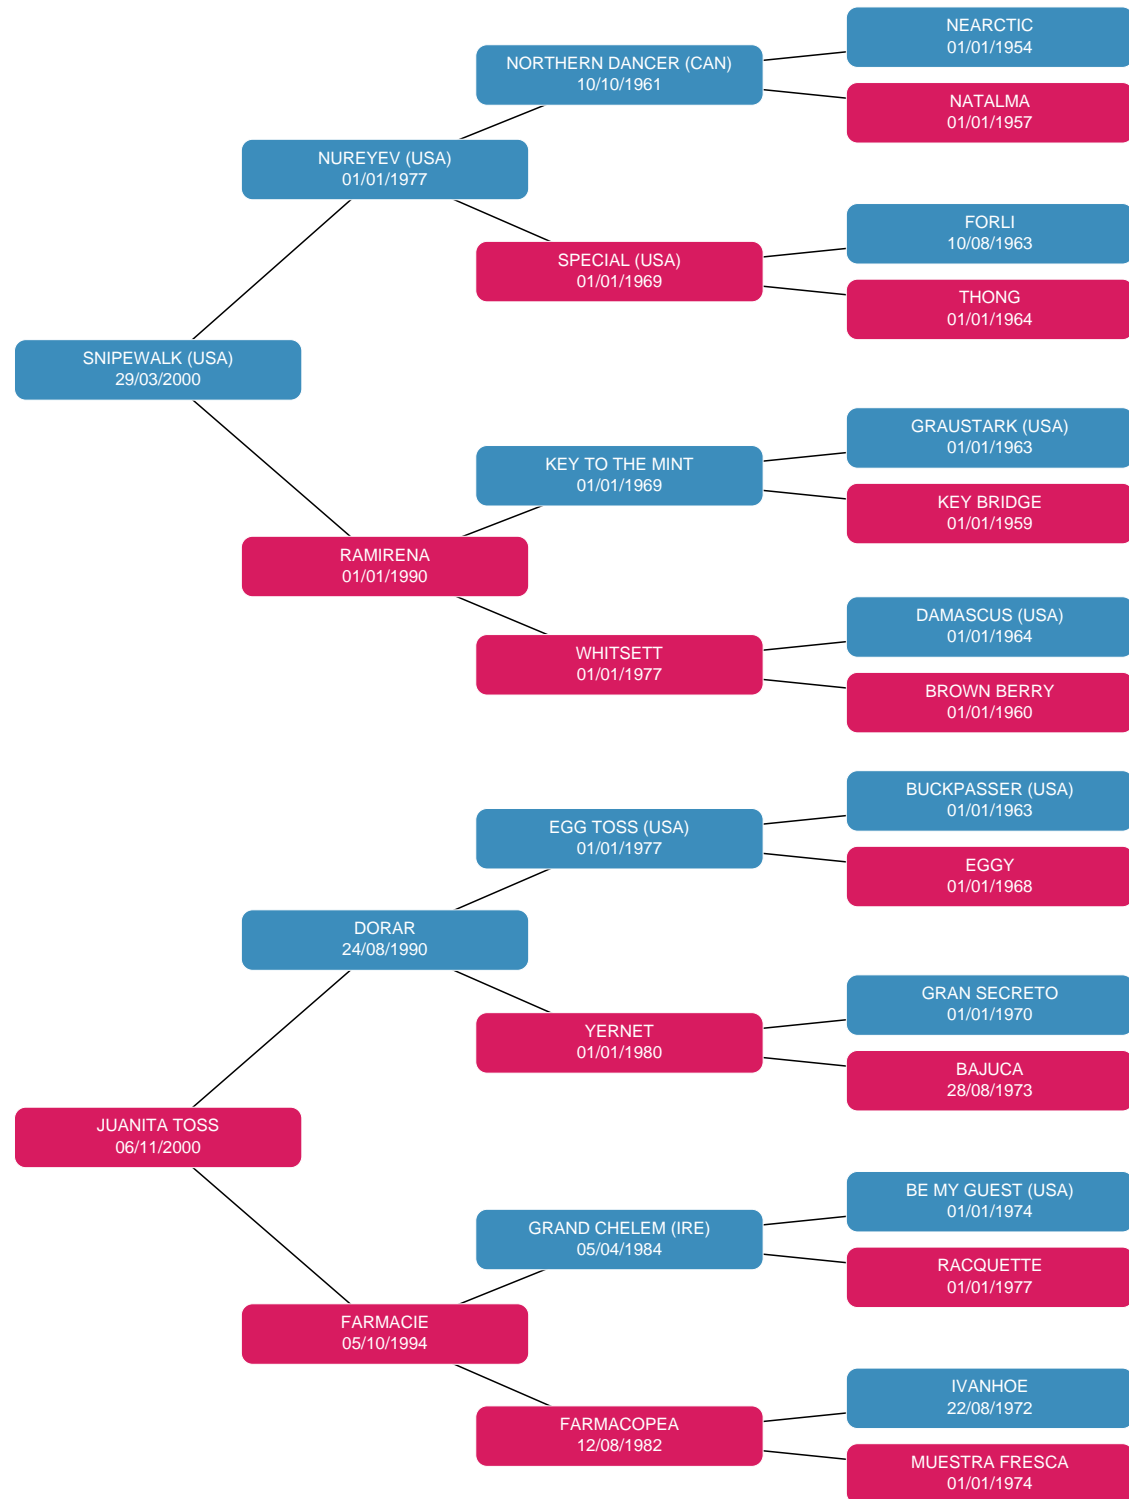 NEARCTIC
01/01/1954
NORTHERN DANCER (CAN)
10/10/1961
NATALMA
01/01/1957
NUREYEV (USA)
01/01/1977
FORLI
10/08/1963
SPECIAL (USA)
01/01/1969
THONG
01/01/1964
SNIPEWALK (USA)
29/03/2000
GRAUSTARK (USA)
01/01/1963
KEY TO THE MINT
01/01/1969
KEY BRIDGE
01/01/1959
RAMIRENA
01/01/1990
DAMASCUS (USA)
01/01/1964
WHITSETT
01/01/1977
BROWN BERRY
01/01/1960
BUCKPASSER (USA)
01/01/1963
EGG TOSS (USA)
01/01/1977
EGGY
01/01/1968
DORAR
24/08/1990
GRAN SECRETO
01/01/1970
YERNET
01/01/1980
BAJUCA
28/08/1973
JUANITA TOSS
06/11/2000
BE MY GUEST (USA)
01/01/1974
GRAND CHELEM (IRE)
05/04/1984
RACQUETTE
01/01/1977
FARMACIE
05/10/1994
IVANHOE
22/08/1972
FARMACOPEA
12/08/1982
MUESTRA FRESCA
01/01/1974